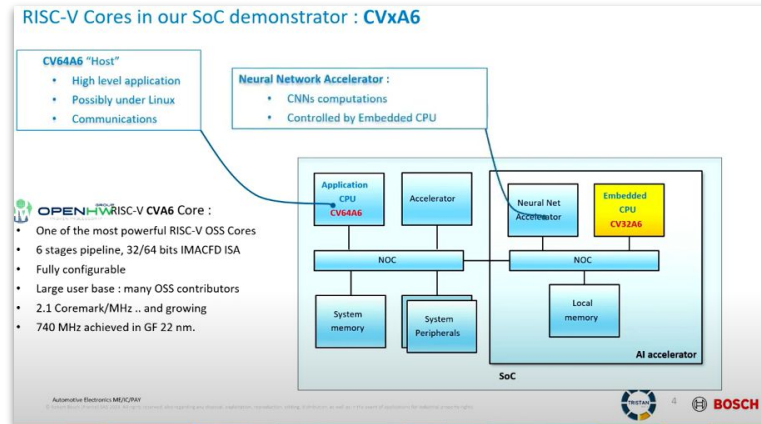 RISC-V Cores in our SoC demonstrator : CVxA6
CV64A6 "Host"
• High level application
• Possibly under Linux
• Communications
Neural Network Accelerator :
• CNNs computations
• Controlled by Embedded CPU
OPENHW GROUP RISC-V CVA6 Core :
• One of the most powerful RISC-V OSS Cores
• 6 stages pipeline, 32/64 bits IMACFD ISA
• Fully configurable
• Large user base : many OSS contributors
• 2.1 Coremark/MHz .. and growing
• 740 MHz achieved in GF 22 nm.
Application
CPU
CV64A6
Accelerator
Neural Net
Accelerator
Embedded
CPU
CV32A6
NOC
NOC
System
memory
System
Peripherals
Local
memory
AI accelerator
SoC
Automotive Electronics ME/IC/PAY
TRISTAN
4
BOSCH